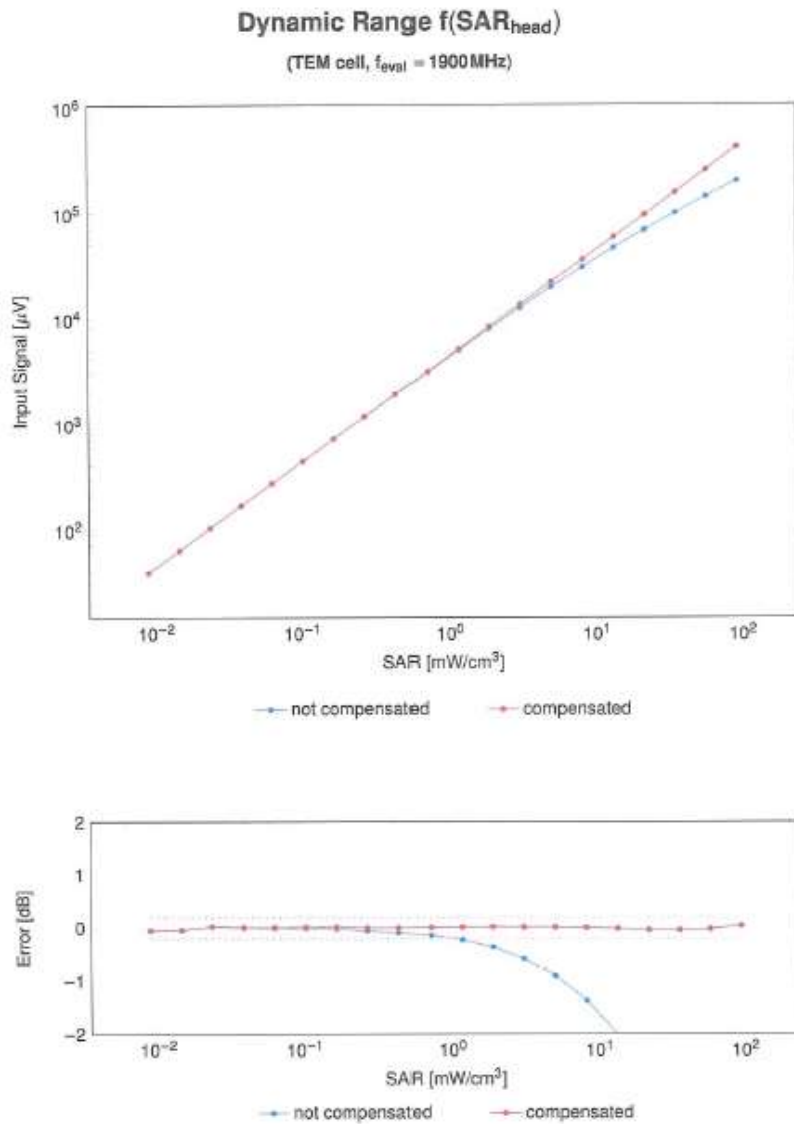 Dynamic Range f(SARhead)
(TEM cell, feval = 1900MHz)
10⁶
10⁵
10⁴
10³
10²
Input Signal [µV]
10⁻² 10⁻¹ 10⁰ 10¹ 10²
SAR [mW/cm³]
not compensated compensated
2
1
0
−1
−2
Error [dB]
10⁻² 10⁻¹ 10⁰ 10¹ 10²
SAR [mW/cm³]
not compensated compensated